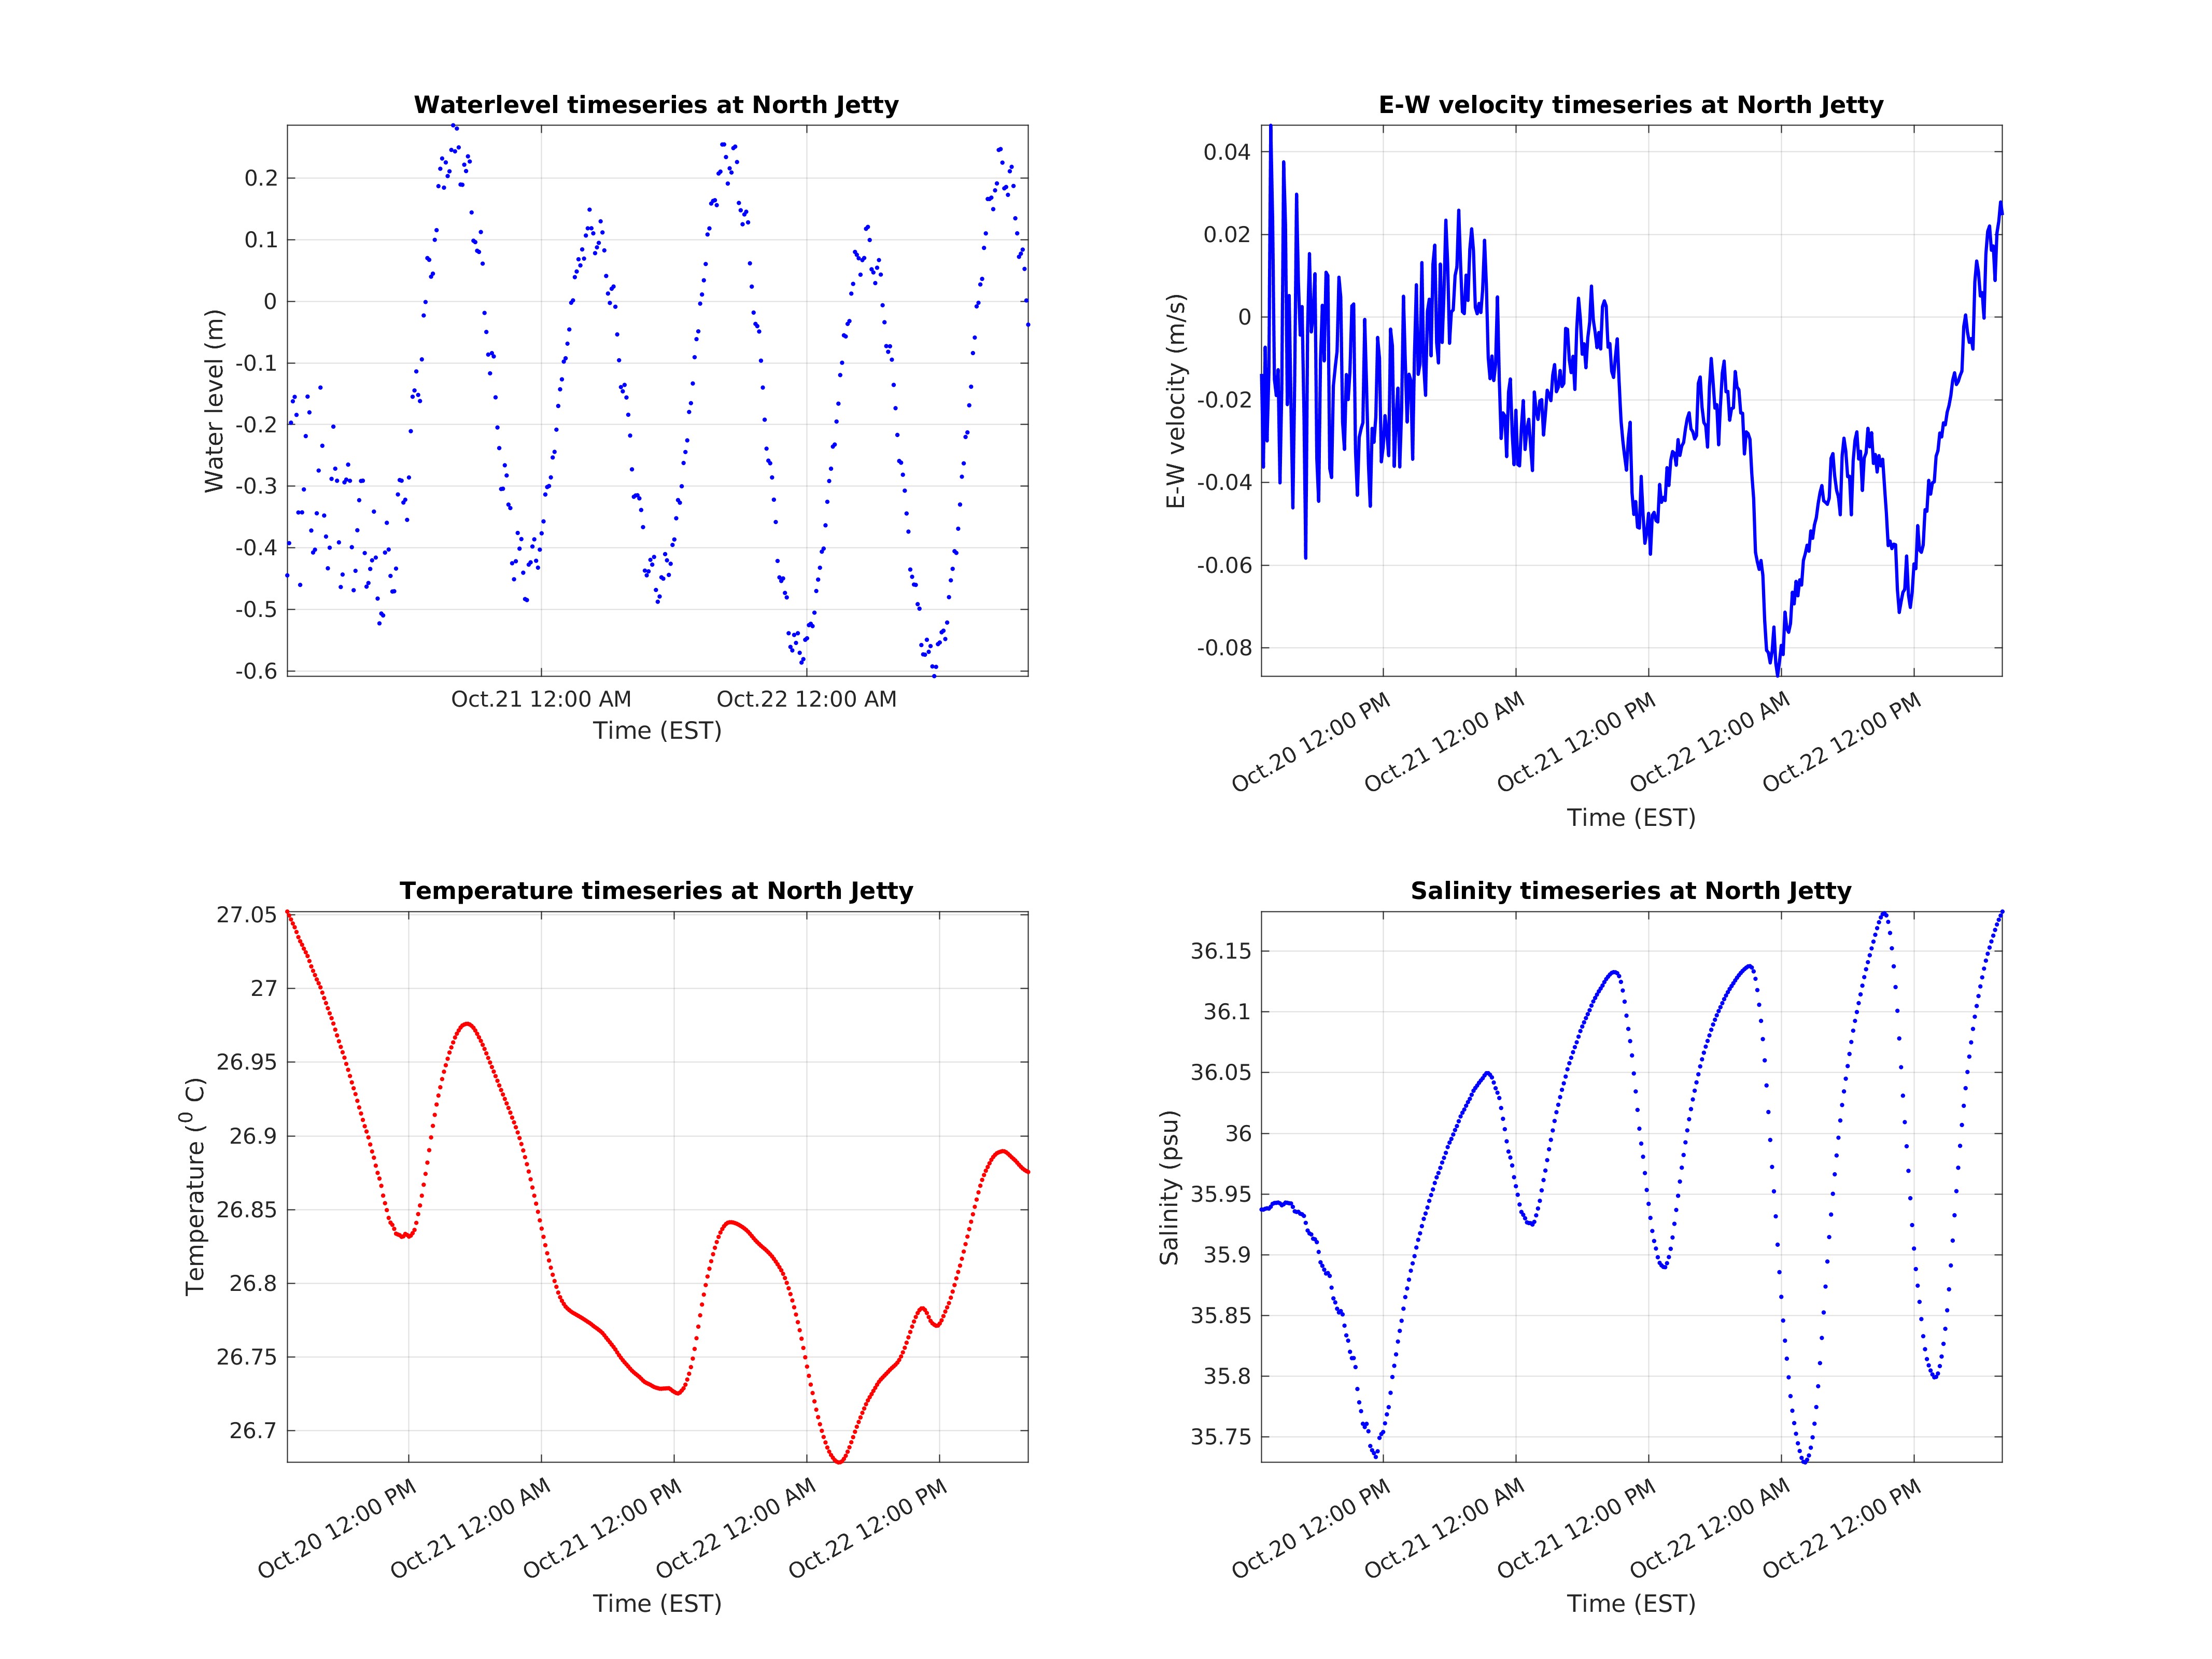 Waterlevel timeseries at North Jetty
0.2
0.1
0
-0.1
-0.2
-0.3
-0.4
-0.5
-0.6
Water level (m)
Oct.21 12:00 AM
Oct.22 12:00 AM
Time (EST)
E-W velocity timeseries at North Jetty
0.04
0.02
0
-0.02
-0.04
-0.06
-0.08
E-W velocity (m/s)
Oct.20 12:00 PM
Oct.21 12:00 AM
Oct.21 12:00 PM
Oct.22 12:00 AM
Oct.22 12:00 PM
Time (EST)
Temperature timeseries at North Jetty
27.05
27
26.95
26.9
26.85
26.8
26.75
26.7
Temperature (⁰ C)
Oct.20 12:00 PM
Oct.21 12:00 AM
Oct.21 12:00 PM
Oct.22 12:00 AM
Oct.22 12:00 PM
Time (EST)
Salinity timeseries at North Jetty
36.15
36.1
36.05
36
35.95
35.9
35.85
35.8
35.75
Salinity (psu)
Oct.20 12:00 PM
Oct.21 12:00 AM
Oct.21 12:00 PM
Oct.22 12:00 AM
Oct.22 12:00 PM
Time (EST)